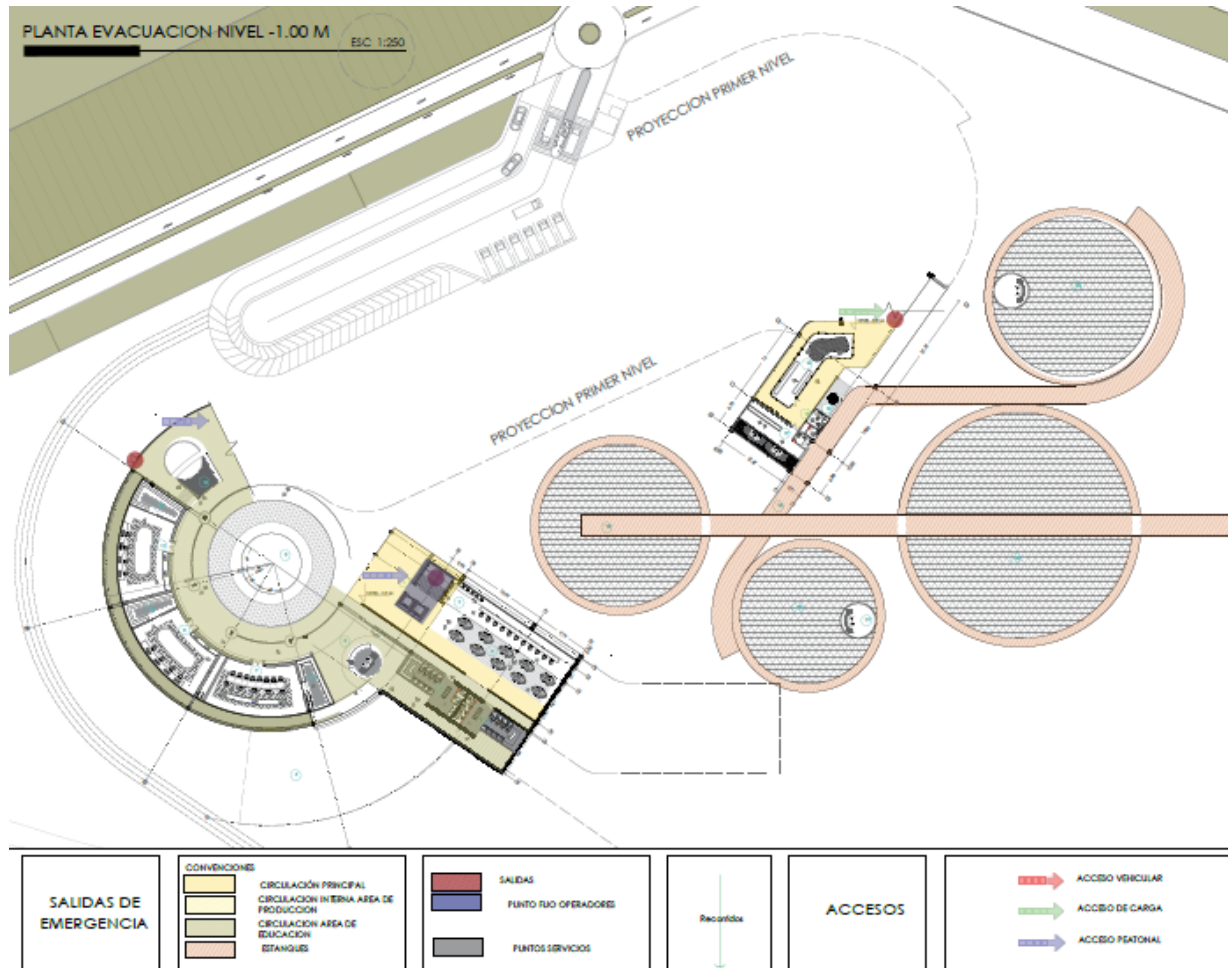 PLANTA EVACUACION NIVEL -1.00 M
ESC 1:250
PROYECCION PRIMER NIVEL
PROYECCION PRIMER NIVEL
SALIDAS DE
EMERGENCIA
CONVENCIONES
CIRCULACIÓN PRINCIPAL
CIRCULACION INTERNA AREA DE
PRODUCCION
CIRCULACION AREA DE
EDUCACION
ESTANQUES
SALIDAS
PUNTO FIJO OPERADORES
PUNTOS SERVICIOS
Recorridos
ACCESOS
ACCESO VEHICULAR
ACCESO DE CARGA
ACCESO PEATONAL